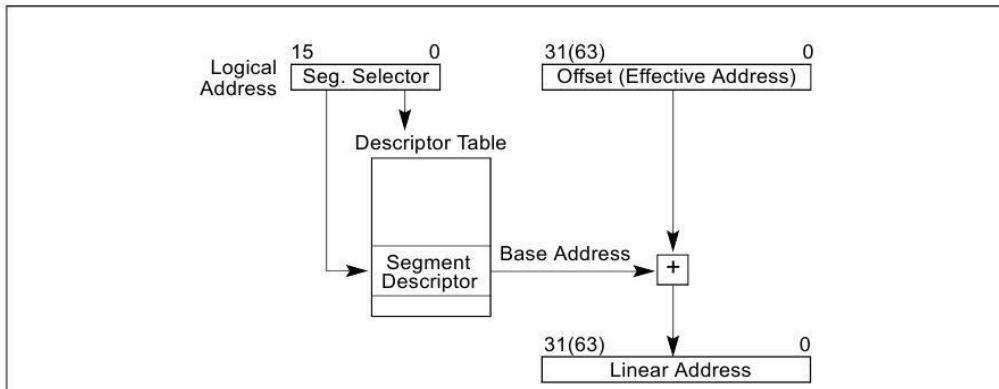 15 0
31(63) 0
Logical
Address
Seg. Selector
Offset (Effective Address)
Descriptor Table
Segment
Descriptor
Base Address
+
31(63) 0
Linear Address